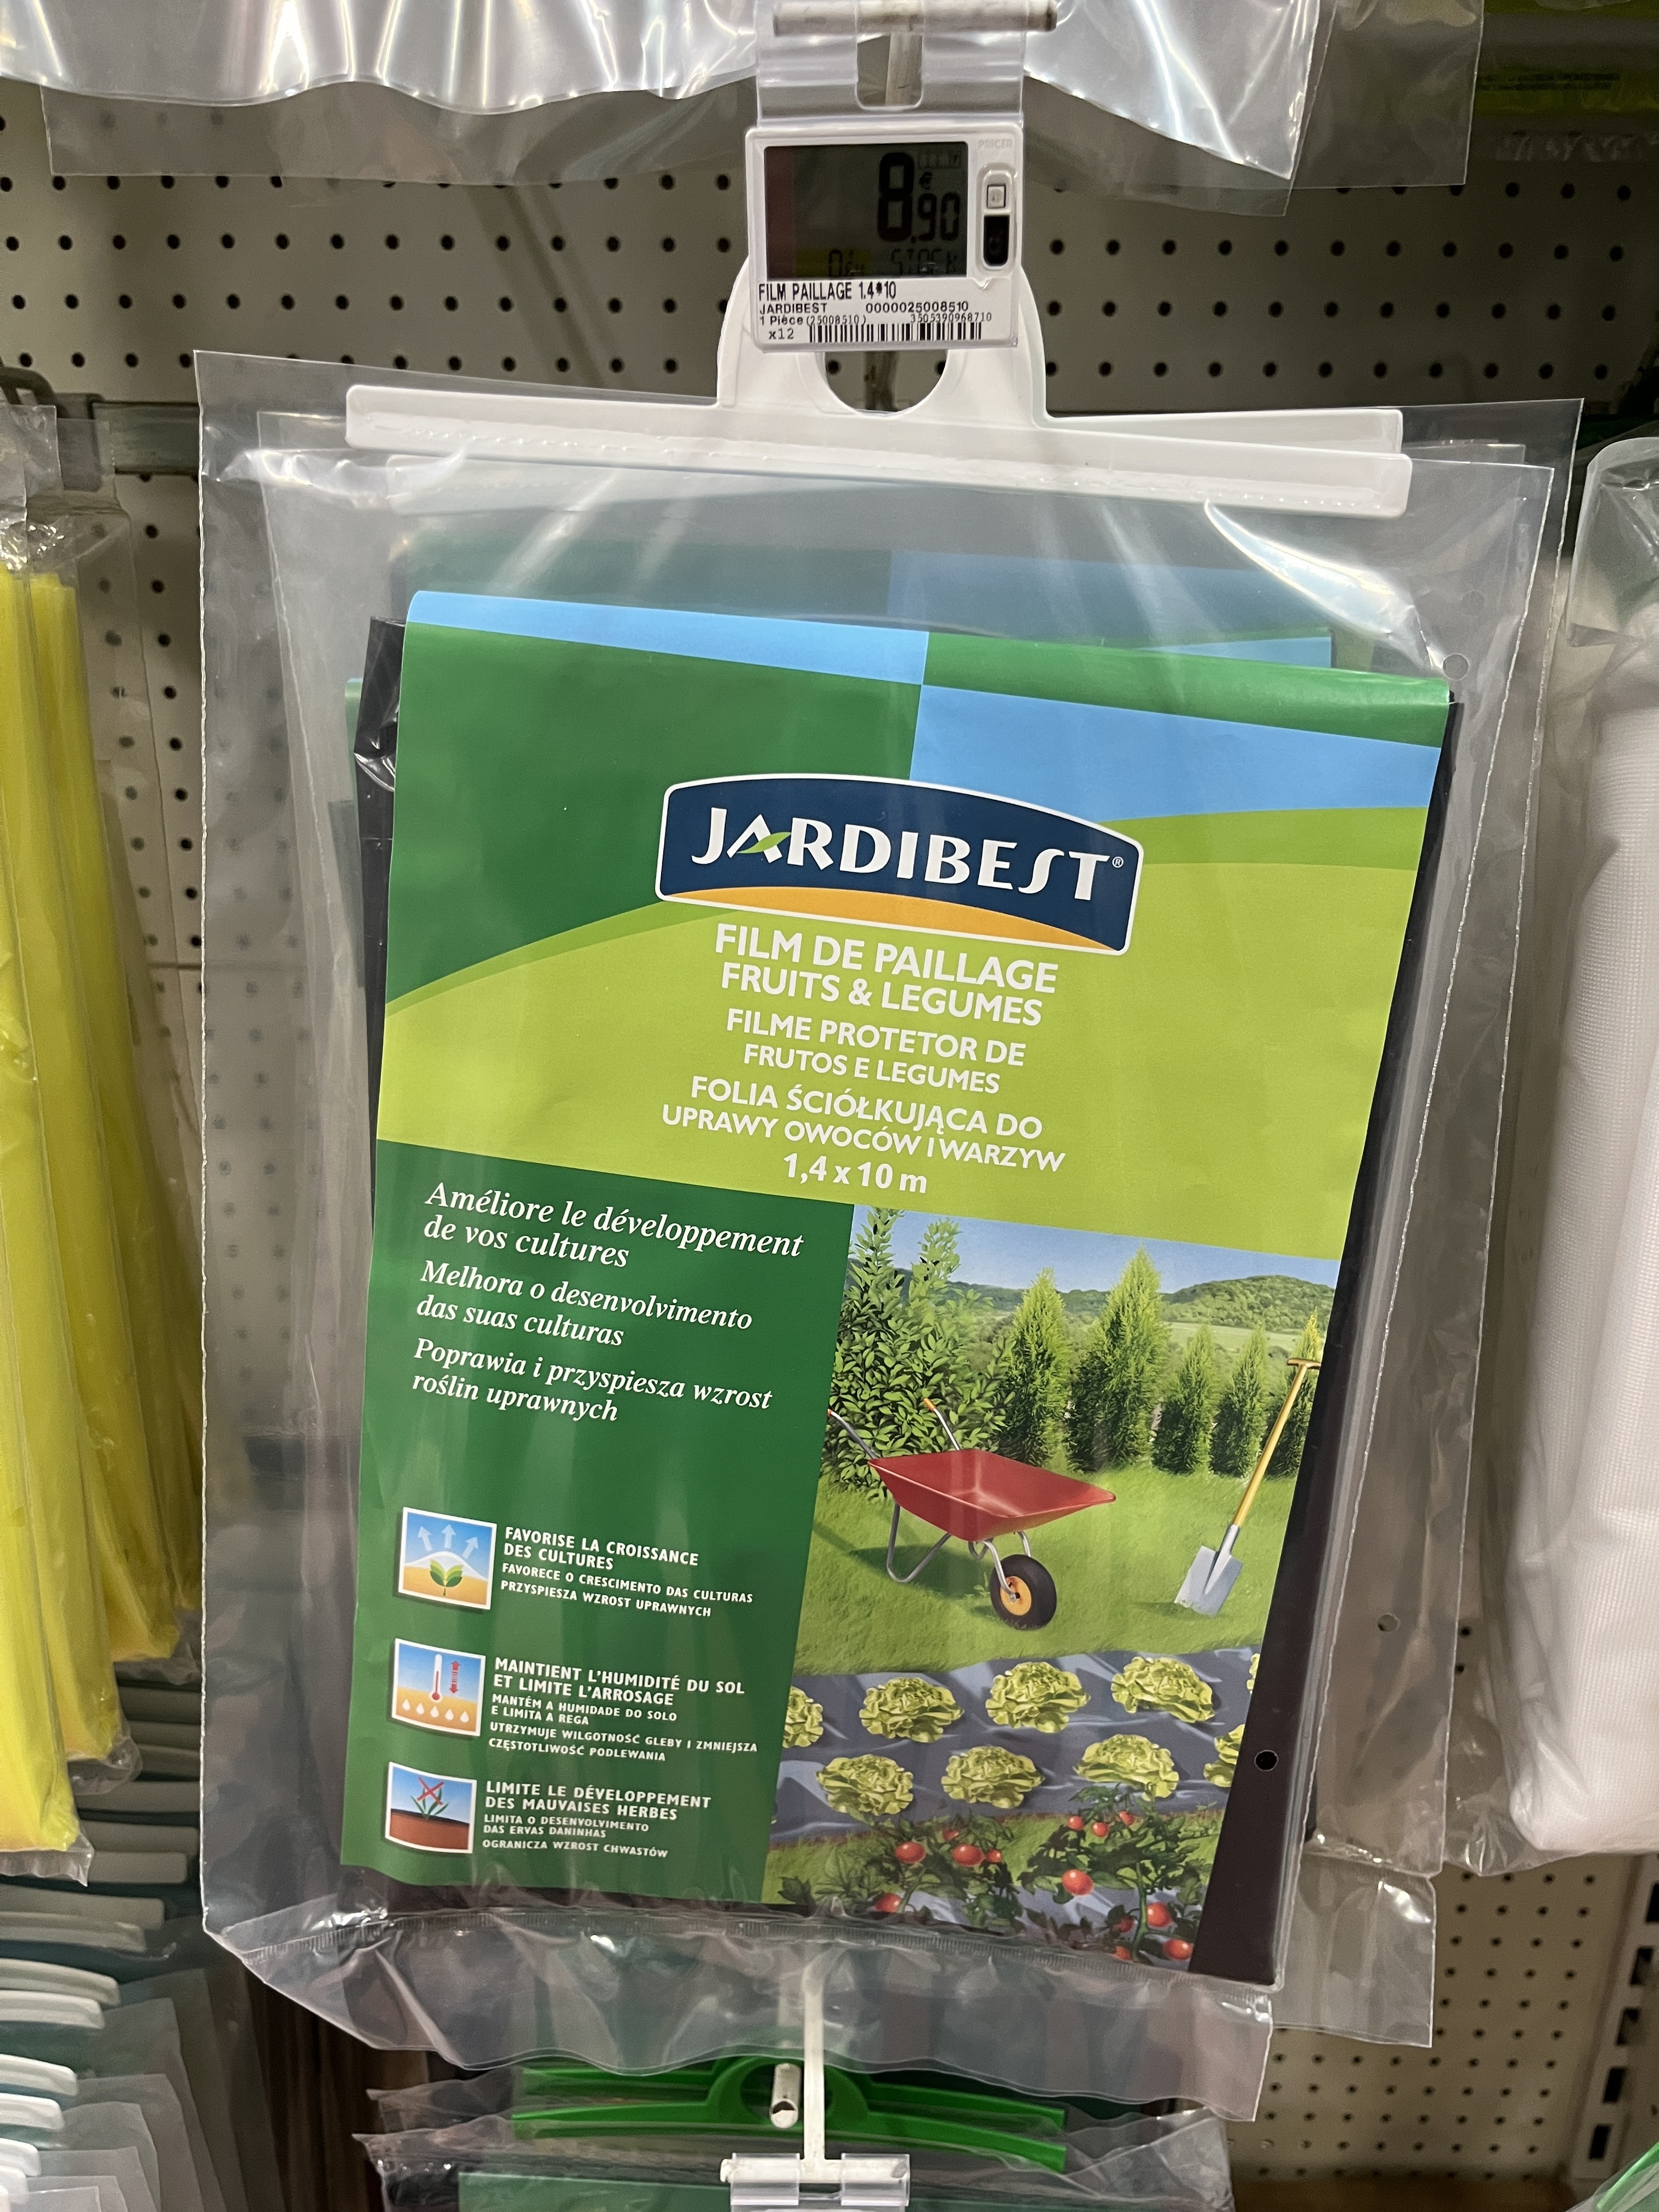 PRICER
8€.90
FILM PAILLAGE 1.4*10
JARDIBEST 0000025008510
1 Pièce (25008510) 3505390968710
x12
JARDIBEST®
FILM DE PAILLAGE
FRUITS & LEGUMES
FILME PROTETOR DE
FRUTOS E LEGUMES
FOLIA ŚCIÓŁKUJĄCA DO
UPRAWY OWOCÓW I WARZYW
1,4 x 10 m
Améliore le développement
de vos cultures
Melhora o desenvolvimento
das suas culturas
Poprawia i przyspiesza wzrost
roślin uprawnych
FAVORISE LA CROISSANCE
DES CULTURES
FAVORECE O CRESCIMENTO DAS CULTURAS
PRZYSPIESZA WZROST UPRAWNYCH
MAINTIENT L'HUMIDITÉ DU SOL
ET LIMITE L'ARROSAGE
MANTÉM A HUMIDADE DO SOLO
E LIMITA A REGA
UTRZYMUJE WILGOTNOŚĆ GLEBY I ZMNIEJSZA
CZĘSTOTLIWOŚĆ PODLEWANIA
LIMITE LE DÉVELOPPEMENT
DES MAUVAISES HERBES
LIMITA O DESENVOLVIMENTO
DAS ERVAS DANINHAS
OGRANICZA WZROST CHWASTÓW